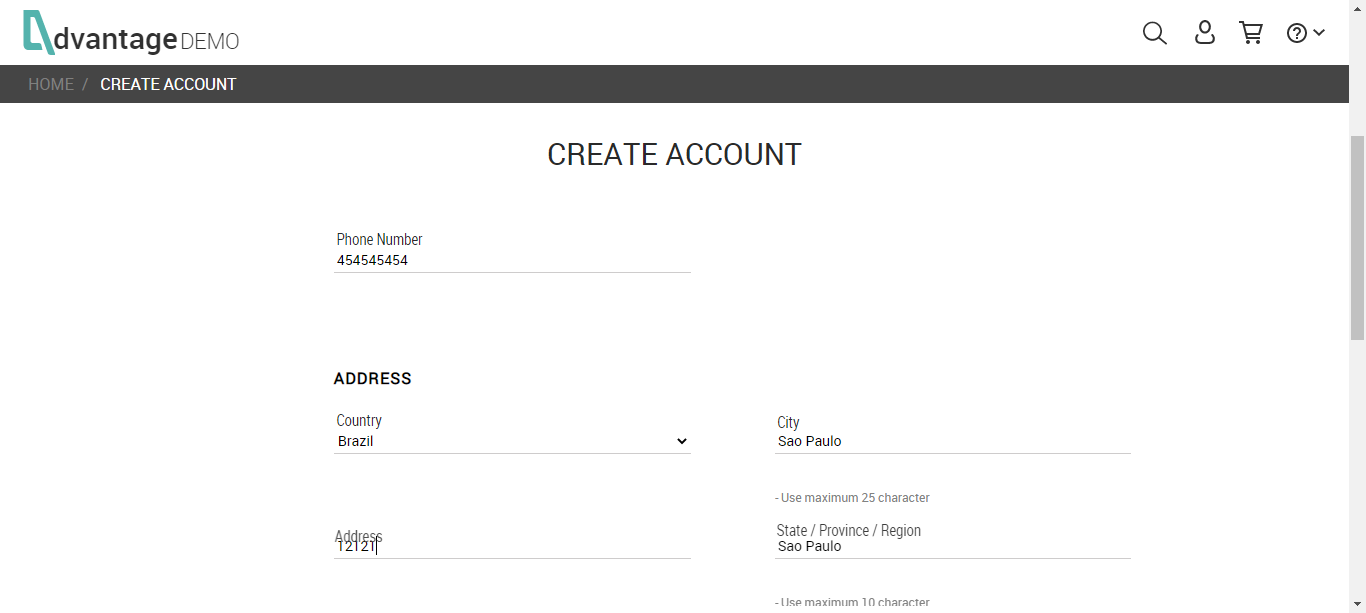 dvantage DEMO
HOME / CREATE ACCOUNT
CREATE ACCOUNT
Phone Number
454545454
ADDRESS
Country
Brazil
City
Sao Paulo
- Use maximum 25 character
Address
12121
State / Province / Region
Sao Paulo
- Use maximum 10 character